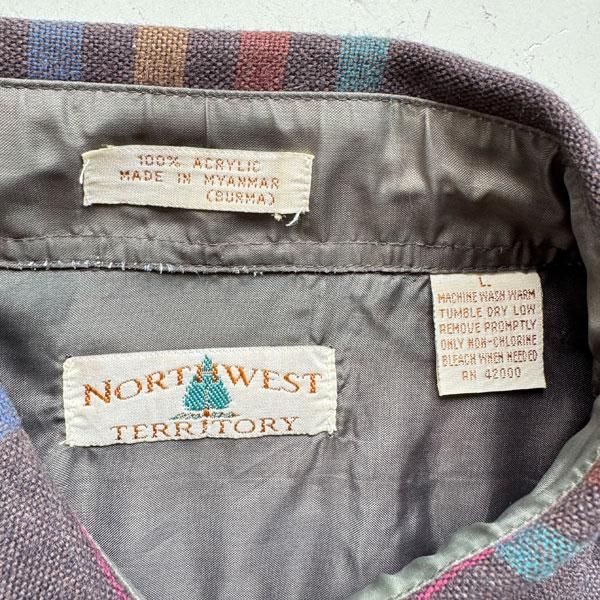 100% ACRYLIC
MADE IN MYANMAR
(BURMA)
L.
MACHINE WASH WARM
TUMBLE DRY LOW
REMOVE PROMPTLY
ONLY NON-CHLORINE
BLEACH WHEN NEEDED
RN 42000
NORTHWEST
TERRITORY